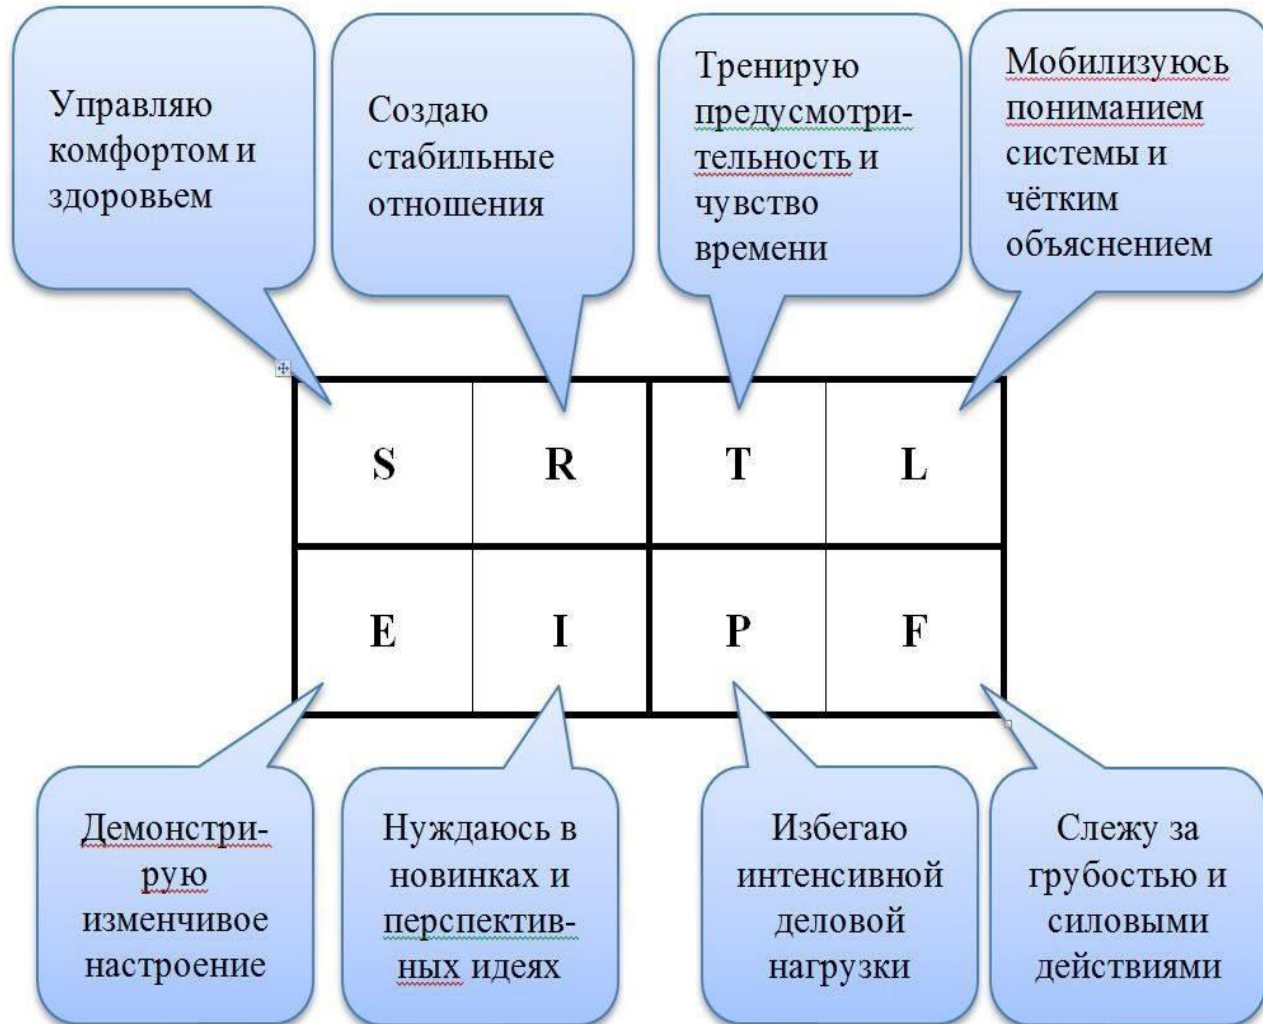 Управляю
комфортом и
здоровьем
Создаю
стабильные
отношения
Тренирую
предусмотри-
тельность и
чувство
времени
Мобилизуюсь
пониманием
системы и
чётким
объяснением
S R T L
E I P F
Демонстри-
рую
изменчивое
настроение
Нуждаюсь в
новинках и
перспектив-
ных идеях
Избегаю
интенсивной
деловой
нагрузки
Слежу за
грубостью и
силовыми
действиями